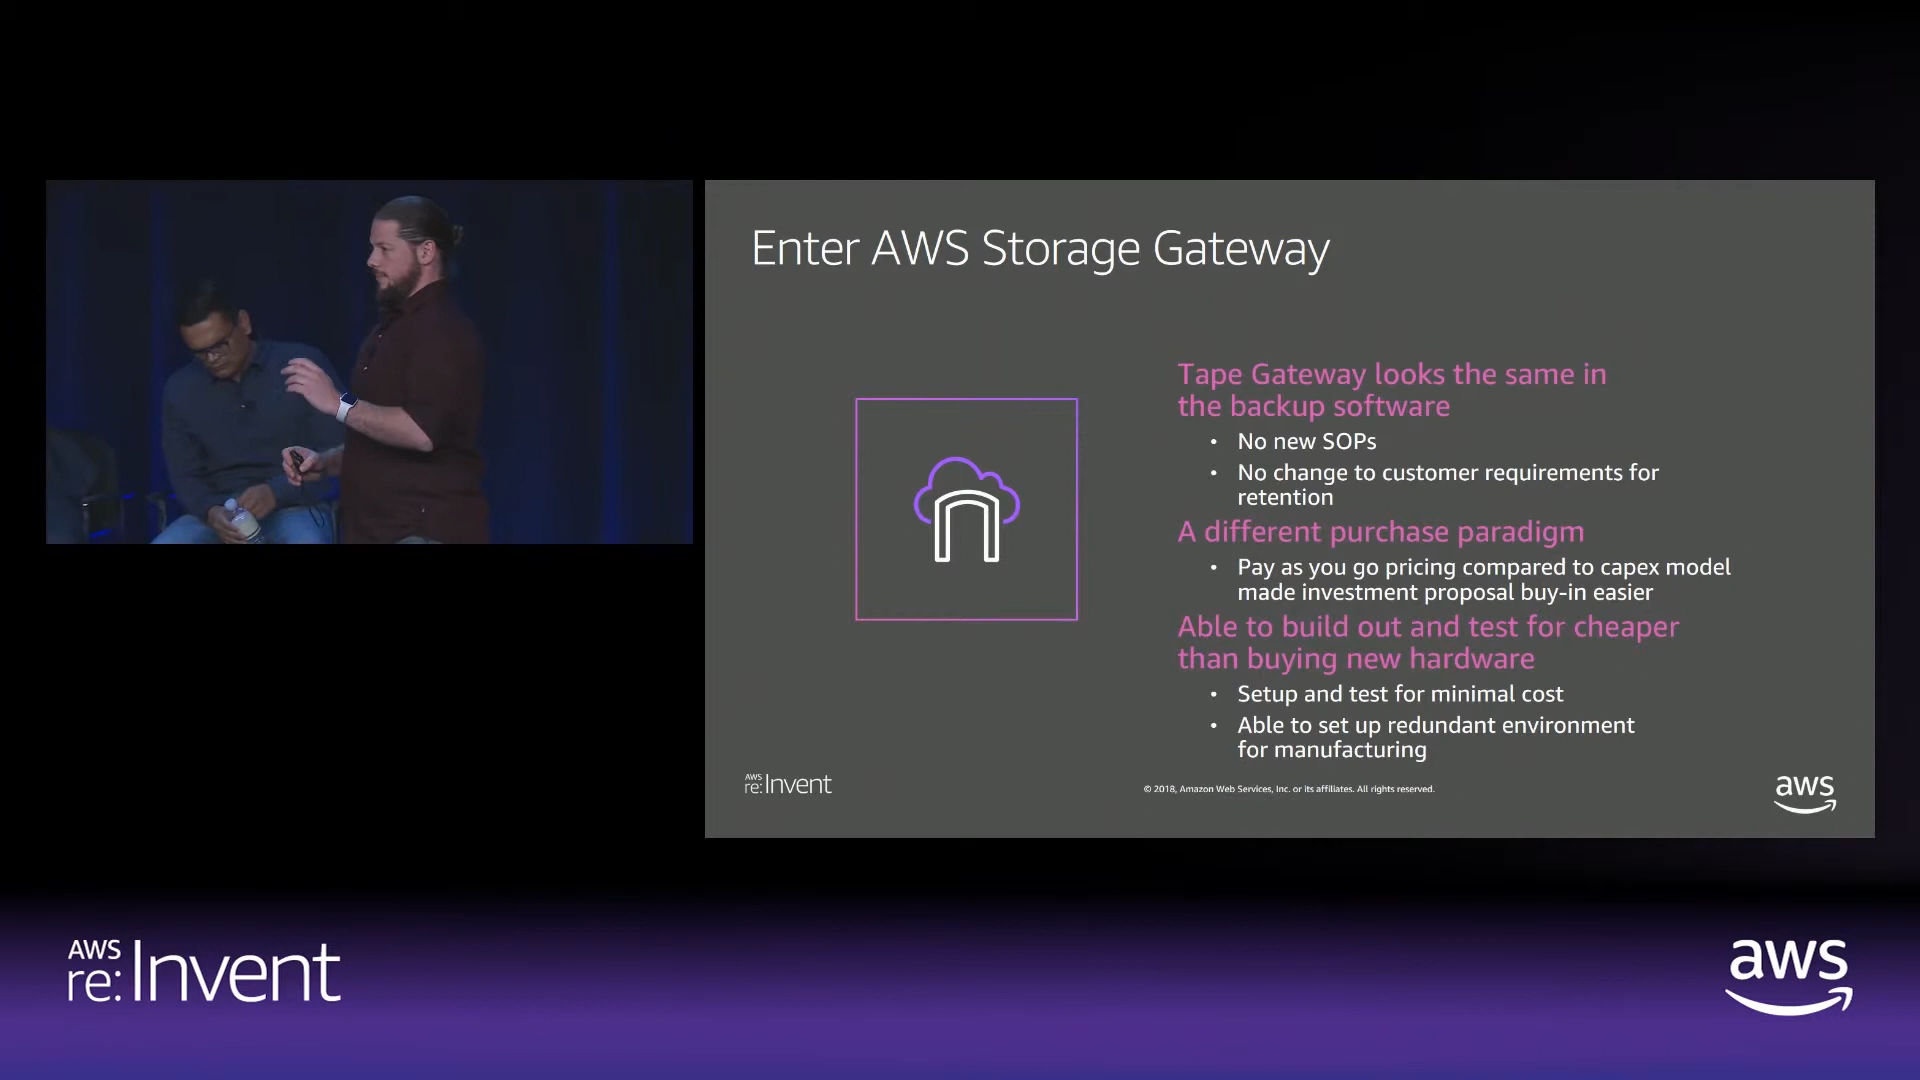 Enter AWS Storage Gateway
Tape Gateway looks the same in
the backup software
• No new SOPs
• No change to customer requirements for
retention
A different purchase paradigm
• Pay as you go pricing compared to capex model
made investment proposal buy-in easier
Able to build out and test for cheaper
than buying new hardware
• Setup and test for minimal cost
• Able to set up redundant environment
for manufacturing
AWS
re:Invent
© 2018, Amazon Web Services, Inc. or its affiliates. All rights reserved.
aws
AWS
re:Invent
aws